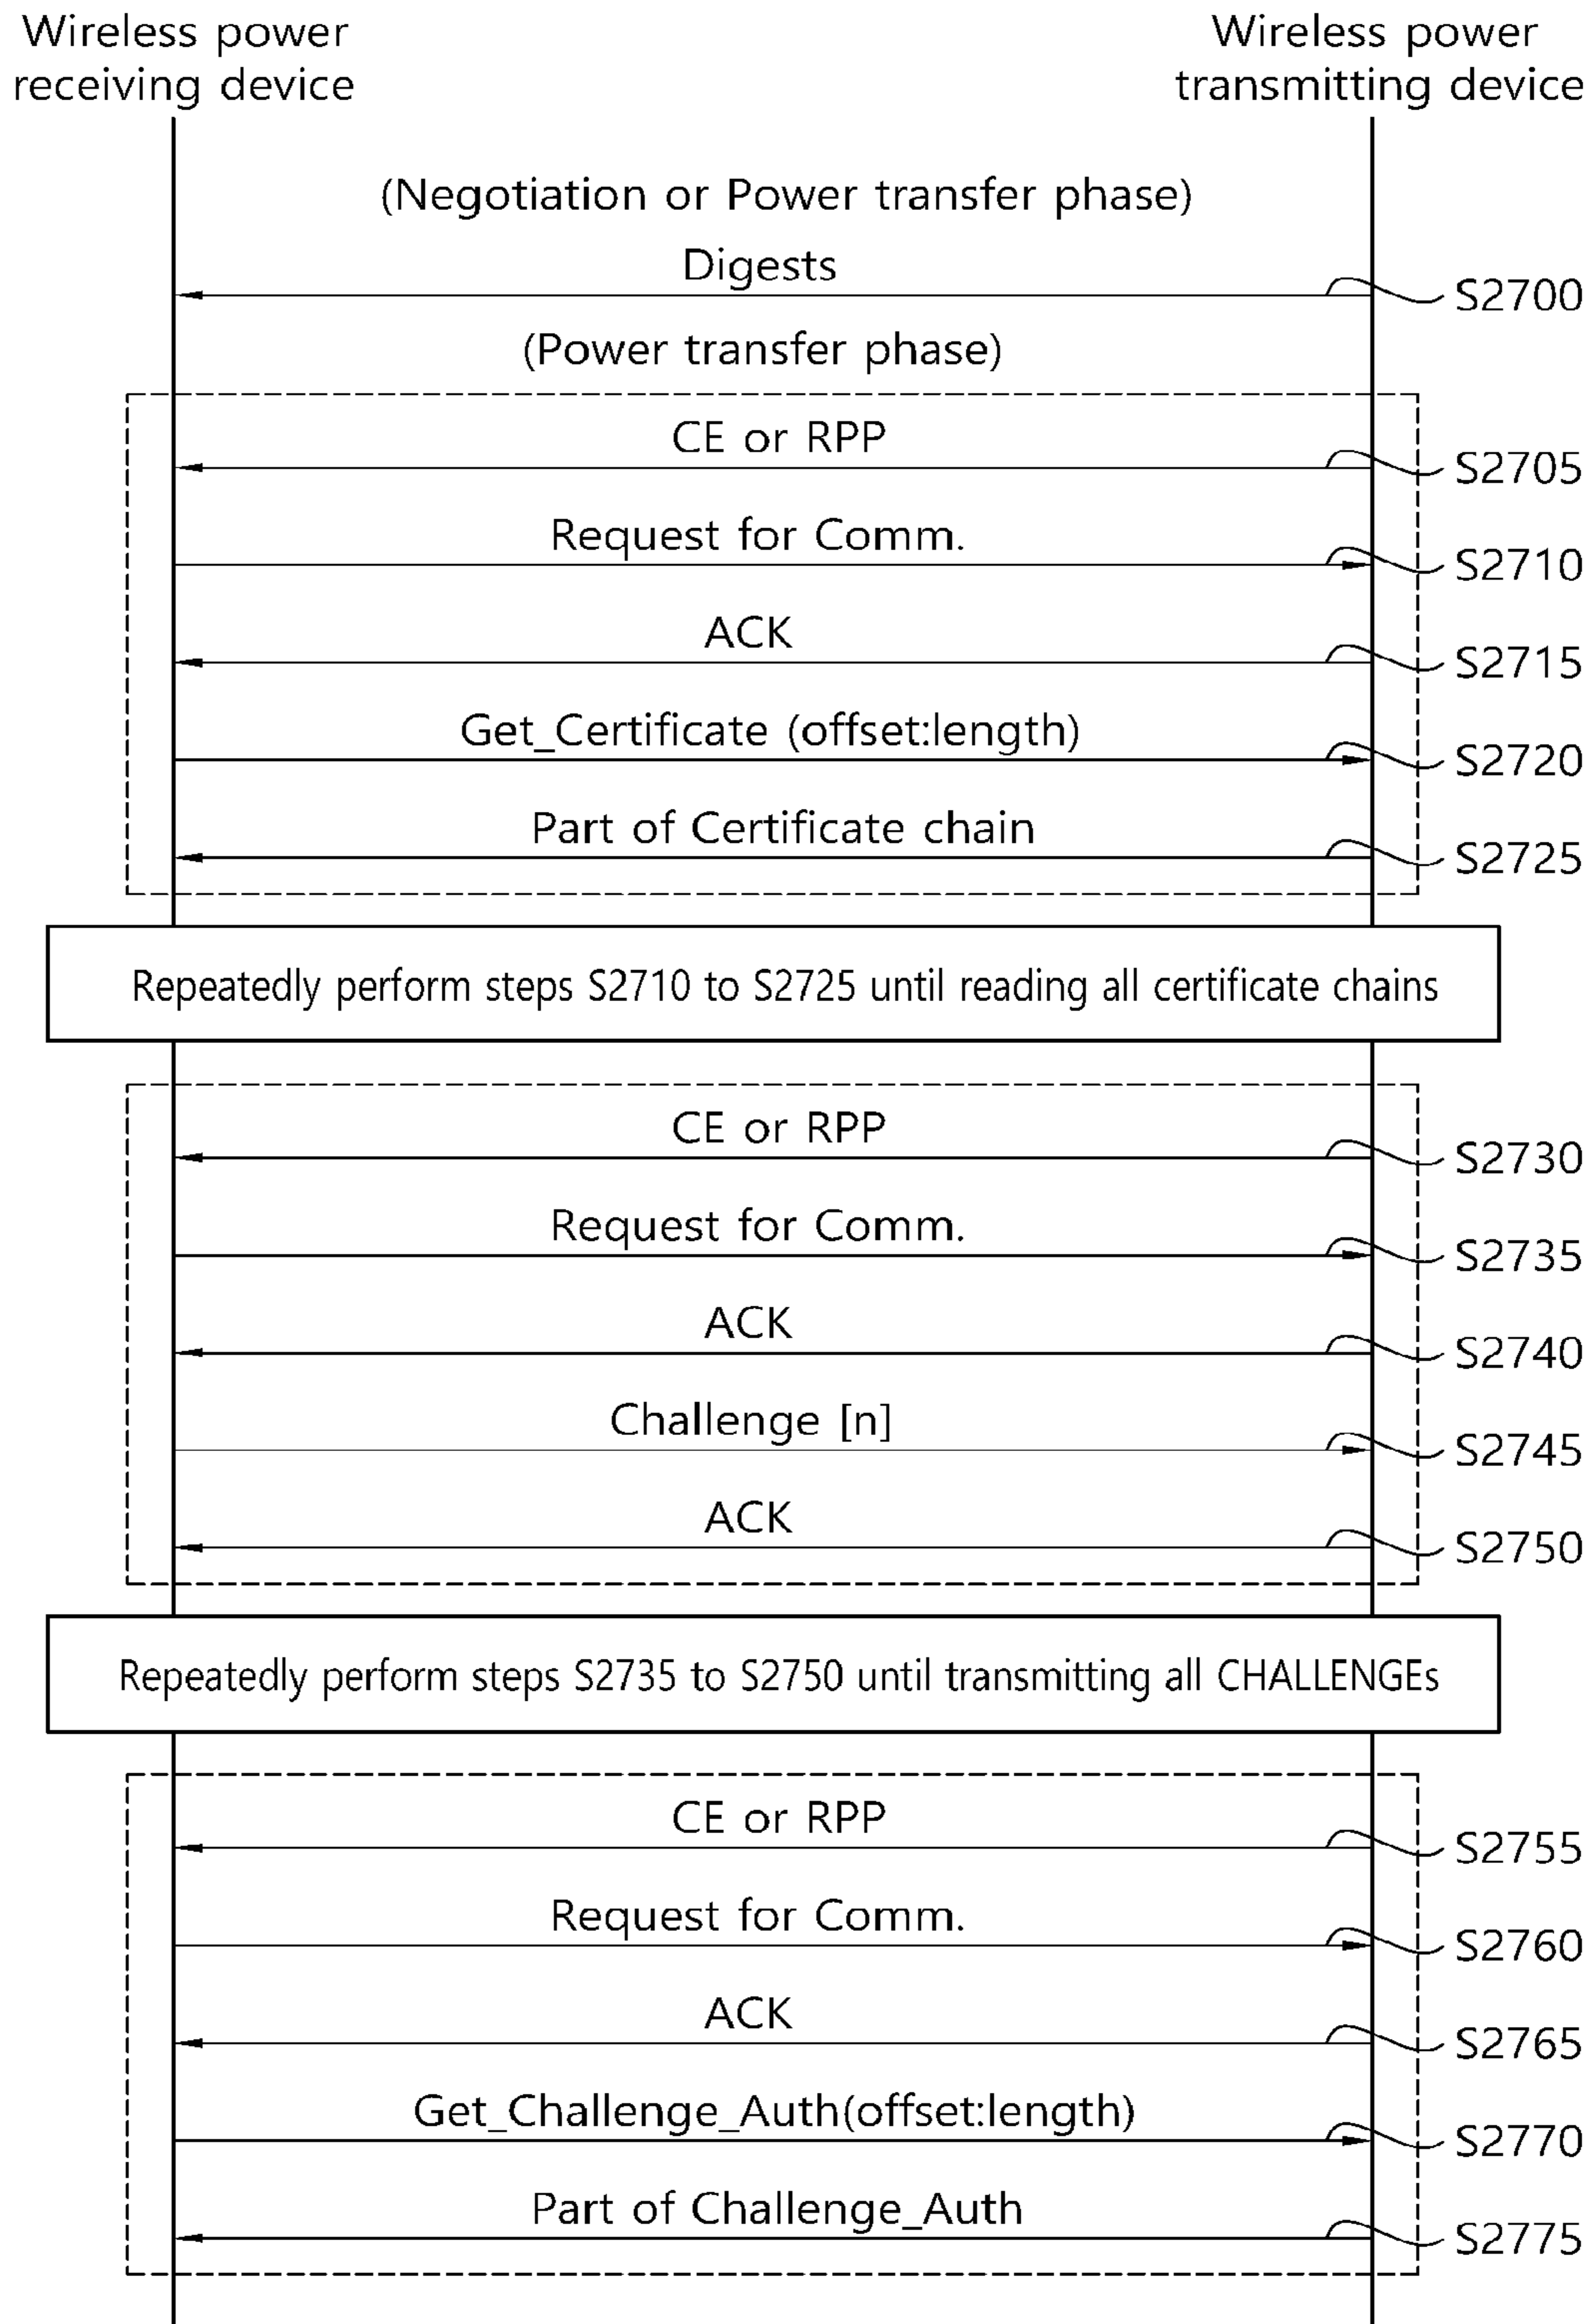 Wireless power
receiving device
Wireless power
transmitting device
(Negotiation or Power transfer phase)
Digests
S2700
(Power transfer phase)
CE or RPP
S2705
Request for Comm.
S2710
ACK
S2715
Get_Certificate (offset:length)
S2720
Part of Certificate chain
S2725
Repeatedly perform steps S2710 to S2725 until reading all certificate chains
CE or RPP
S2730
Request for Comm.
S2735
ACK
S2740
Challenge [n]
S2745
ACK
S2750
Repeatedly perform steps S2735 to S2750 until transmitting all CHALLENGEs
CE or RPP
S2755
Request for Comm.
S2760
ACK
S2765
Get_Challenge_Auth(offset:length)
S2770
Part of Challenge_Auth
S2775